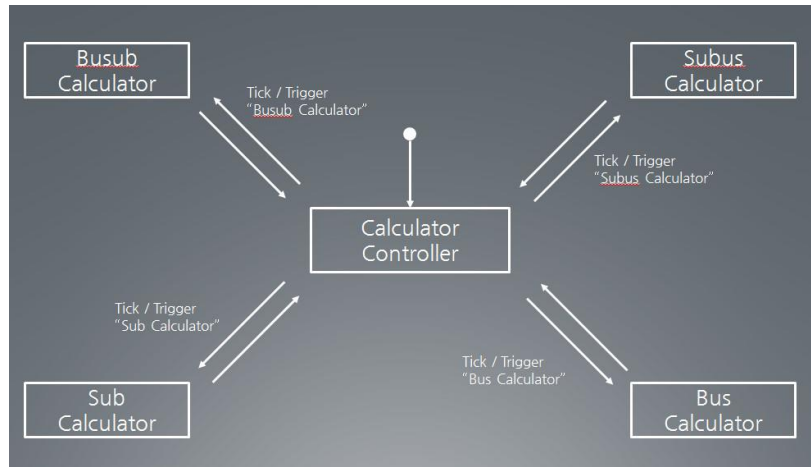 Busub
Calculator
Subus
Calculator
Tick / Trigger
"Busub Calculator"
Tick / Trigger
"Subus Calculator"
Calculator
Controller
Tick / Trigger
"Sub Calculator"
Tick / Trigger
"Bus Calculator"
Sub
Calculator
Bus
Calculator